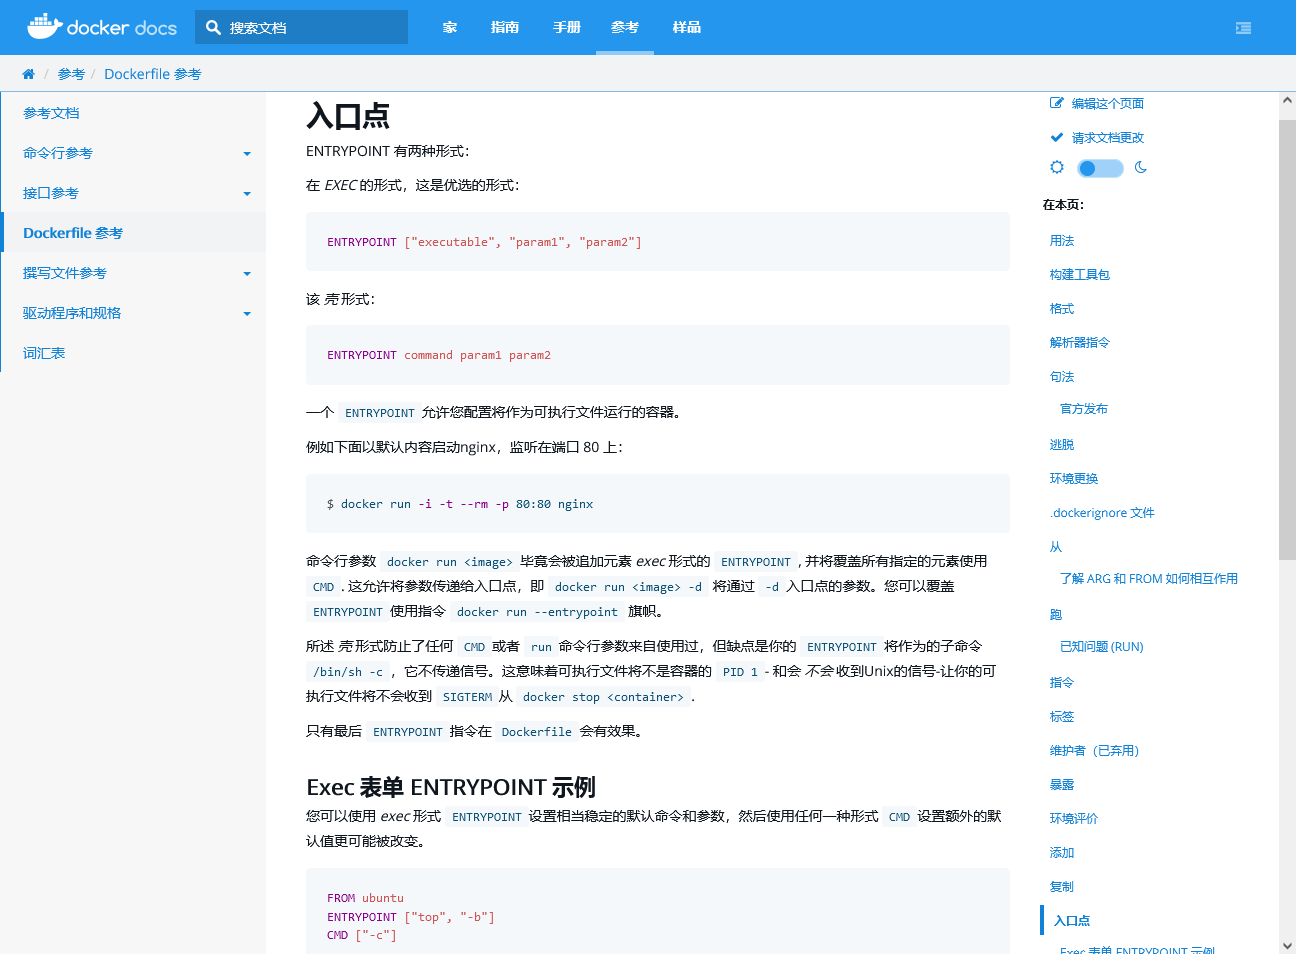 docker docs
搜索文档
家
指南
手册
参考
样品
/ 参考 / Dockerfile 参考
参考文档
命令行参考
接口参考
Dockerfile 参考
撰写文件参考
驱动程序和规格
词汇表
入口点
ENTRYPOINT 有两种形式：
在 EXEC 的形式，这是优选的形式：
ENTRYPOINT ["executable", "param1", "param2"]
该 壳 形式：
ENTRYPOINT command param1 param2
一个 ENTRYPOINT 允许您配置将作为可执行文件运行的容器。
例如下面以默认内容启动nginx，监听在端口 80 上：
$ docker run -i -t --rm -p 80:80 nginx
命令行参数 docker run <image> 毕竟会被追加元素 exec 形式的 ENTRYPOINT , 并将覆盖所有指定的元素使用
CMD . 这允许将参数传递给入口点，即 docker run <image> -d 将通过 -d 入口点的参数。您可以覆盖
ENTRYPOINT 使用指令 docker run --entrypoint 旗帜。
所述 壳 形式防止了任何 CMD 或者 run 命令行参数来自使用过，但缺点是你的 ENTRYPOINT 将作为的子命令
/bin/sh -c ，它不传递信号。这意味着可执行文件将不是容器的 PID 1 - 和会 不会 收到Unix的信号-让你的可
执行文件将不会收到 SIGTERM 从 docker stop <container> .
只有最后 ENTRYPOINT 指令在 Dockerfile 会有效果。
Exec 表单 ENTRYPOINT 示例
您可以使用 exec 形式 ENTRYPOINT 设置相当稳定的默认命令和参数，然后使用任何一种形式 CMD 设置额外的默
认值更可能被改变。
FROM ubuntu
ENTRYPOINT ["top", "-b"]
CMD ["-c"]
编辑这个页面
请求文档更改
在本页：
用法
构建工具包
格式
解析器指令
句法
官方发布
逃脱
环境更换
.dockerignore 文件
从
了解 ARG 和 FROM 如何相互作用
跑
已知问题 (RUN)
指令
标签
维护者（已弃用）
暴露
环境评价
添加
复制
入口点
Exec 表单 ENTRYPOINT 示例